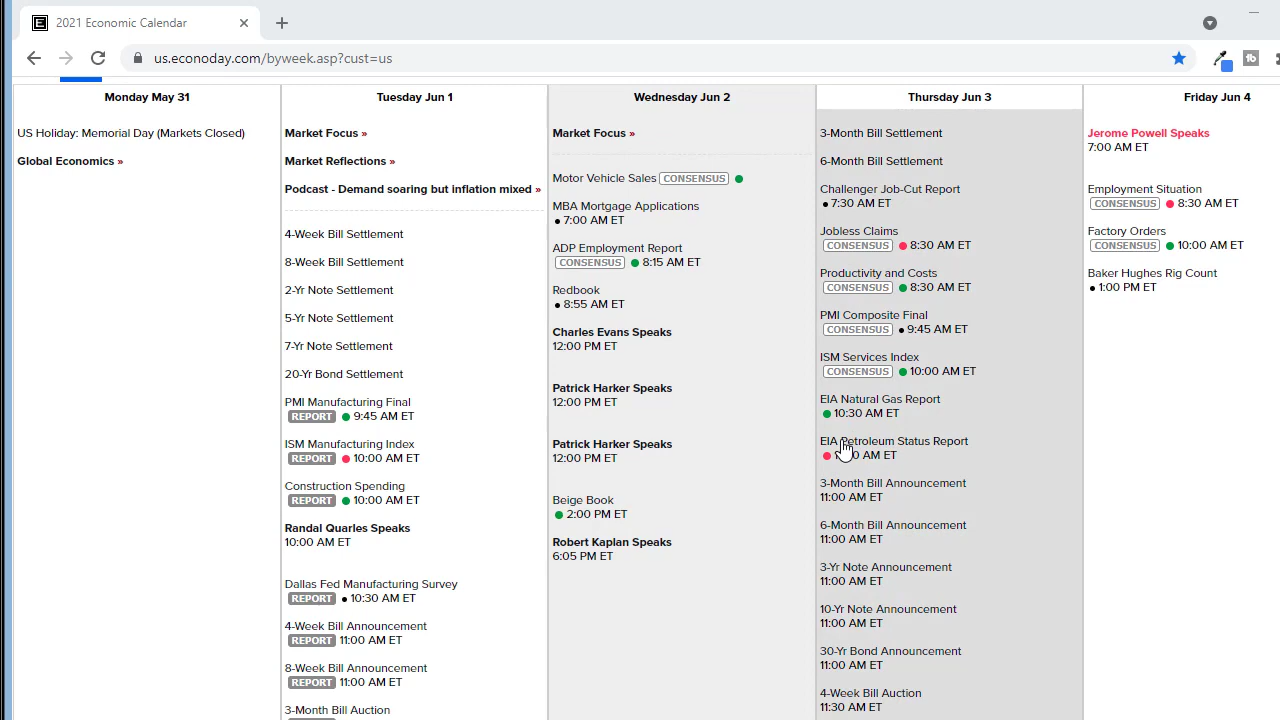 2021 Economic Calendar
us.econoday.com/byweek.asp?cust=us
Monday May 31
US Holiday: Memorial Day (Markets Closed)
Global Economics »
Tuesday Jun 1
Market Focus »
Market Reflections »
Podcast - Demand soaring but inflation mixed »
4-Week Bill Settlement
8-Week Bill Settlement
2-Yr Note Settlement
5-Yr Note Settlement
7-Yr Note Settlement
20-Yr Bond Settlement
PMI Manufacturing Final
REPORT 9:45 AM ET
ISM Manufacturing Index
REPORT 10:00 AM ET
Construction Spending
REPORT 10:00 AM ET
Randal Quarles Speaks
10:00 AM ET
Dallas Fed Manufacturing Survey
REPORT 10:30 AM ET
4-Week Bill Announcement
REPORT 11:00 AM ET
8-Week Bill Announcement
REPORT 11:00 AM ET
3-Month Bill Auction
Wednesday Jun 2
Market Focus »
Motor Vehicle Sales CONSENSUS
MBA Mortgage Applications
7:00 AM ET
ADP Employment Report
CONSENSUS 8:15 AM ET
Redbook
8:55 AM ET
Charles Evans Speaks
12:00 PM ET
Patrick Harker Speaks
12:00 PM ET
Patrick Harker Speaks
12:00 PM ET
Beige Book
2:00 PM ET
Robert Kaplan Speaks
6:05 PM ET
Thursday Jun 3
3-Month Bill Settlement
6-Month Bill Settlement
Challenger Job-Cut Report
7:30 AM ET
Jobless Claims
CONSENSUS 8:30 AM ET
Productivity and Costs
CONSENSUS 8:30 AM ET
PMI Composite Final
CONSENSUS 9:45 AM ET
ISM Services Index
CONSENSUS 10:00 AM ET
EIA Natural Gas Report
10:30 AM ET
EIA Petroleum Status Report
AM ET
3-Month Bill Announcement
11:00 AM ET
6-Month Bill Announcement
11:00 AM ET
3-Yr Note Announcement
11:00 AM ET
10-Yr Note Announcement
11:00 AM ET
30-Yr Bond Announcement
11:00 AM ET
4-Week Bill Auction
11:30 AM ET
Friday Jun 4
Jerome Powell Speaks
7:00 AM ET
Employment Situation
CONSENSUS 8:30 AM ET
Factory Orders
CONSENSUS 10:00 AM ET
Baker Hughes Rig Count
1:00 PM ET